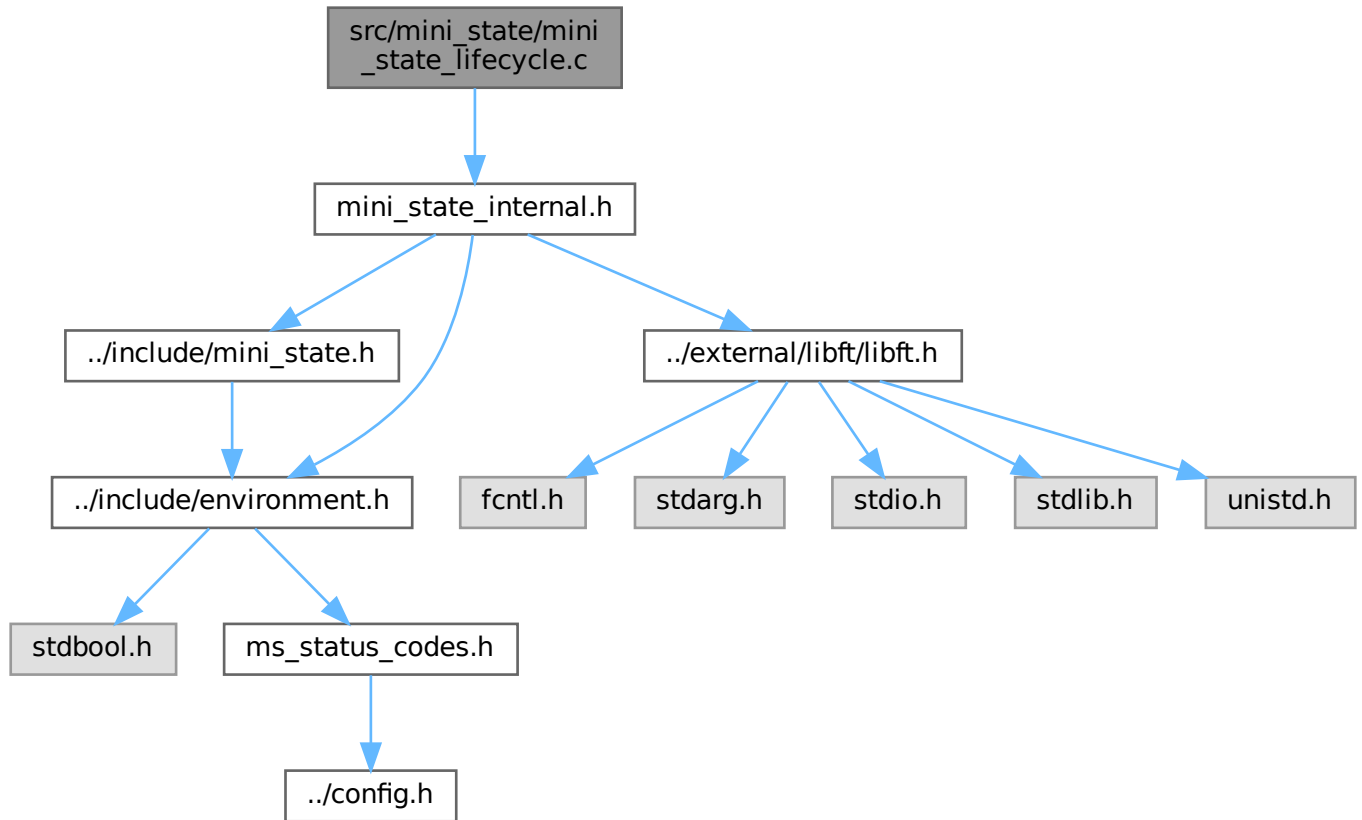 src/mini_state/mini
_state_lifecycle.c
mini_state_internal.h
../include/mini_state.h
../external/libft/libft.h
../include/environment.h
fcntl.h
stdarg.h
stdio.h
stdlib.h
unistd.h
stdbool.h
ms_status_codes.h
../config.h